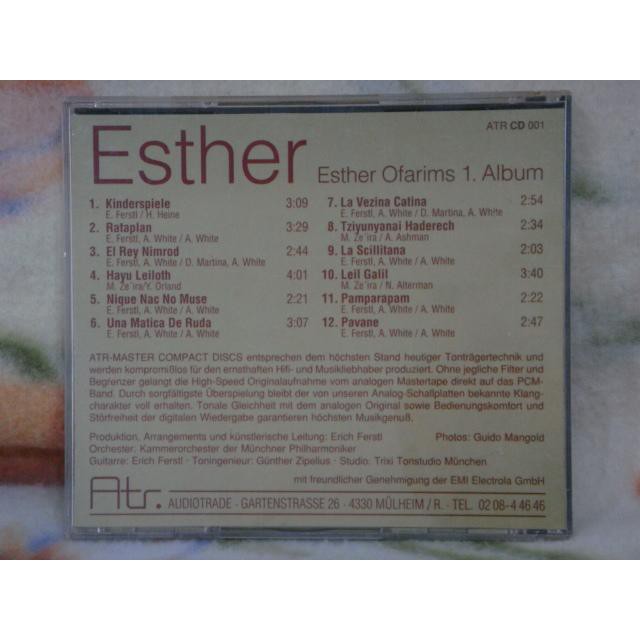 ATR CD 001
Esther
Esther Ofarims 1. Album
1. Kinderspiele 3:09
E. Ferstl / H. Heine
2. Rataplan 3:29
E. Ferstl, A. White / A. White
3. El Rey Nimrod 2:44
E. Ferstl, A. White / D. Martina, A. White
4. Hayu Leiloth 4:01
M. Ze'ira/Y. Orland
5. Nique Nac No Muse 2:21
E. Ferstl, A. White / A. White
6. Una Matica De Ruda 3:07
E. Ferstl, A. White / A. White
7. La Vezina Catina 2:54
E. Ferstl, A. White / D. Martina, A. White
8. Tziyunyanai Haderech 2:34
M. Ze'ira / A. Ashman
9. La Scillitana 2:03
E. Ferstl, A. White / A. White
10. Leil Galil 3:40
M. Ze'ira / N. Alterman
11. Pamparapam 2:22
E. Ferstl, A. White / A. White
12. Pavane 2:47
E. Ferstl, A. White / A. White
ATR-MASTER COMPACT DISCS entsprechen dem höchsten Stand heutiger Tonträgertechnik und
werden kompromißlos für den ernsthaften Hifi- und Musikliebhaber produziert. Ohne jegliche Filter und
Begrenzer gelangt die High-Speed Originalaufnahme vom analogen Mastertape direkt auf das PCM-
Band. Durch sorgfältigste Überspielung bleibt der von unseren Analog-Schallplatten bekannte Klang-
charakter voll erhalten. Tonale Gleichheit mit dem analogen Original sowie Bedienungskomfort und
Störfreiheit der digitalen Wiedergabe garantieren höchsten Musikgenuß.
Produktion, Arrangements und künstlerische Leitung: Erich Ferstl Photos: Guido Mangold
Orchester: Kammerorchester der Münchner Philharmoniker
Guitarre: Erich Ferstl · Toningenieur: Günther Zipelius · Studio: Trixi Tonstudio München
mit freundlicher Genehmigung der EMI Electrola GmbH
Atr. AUDIOTRADE · GARTENSTRASSE 26 · 4330 MÜLHEIM / R. · TEL. 02 08-4 46 46